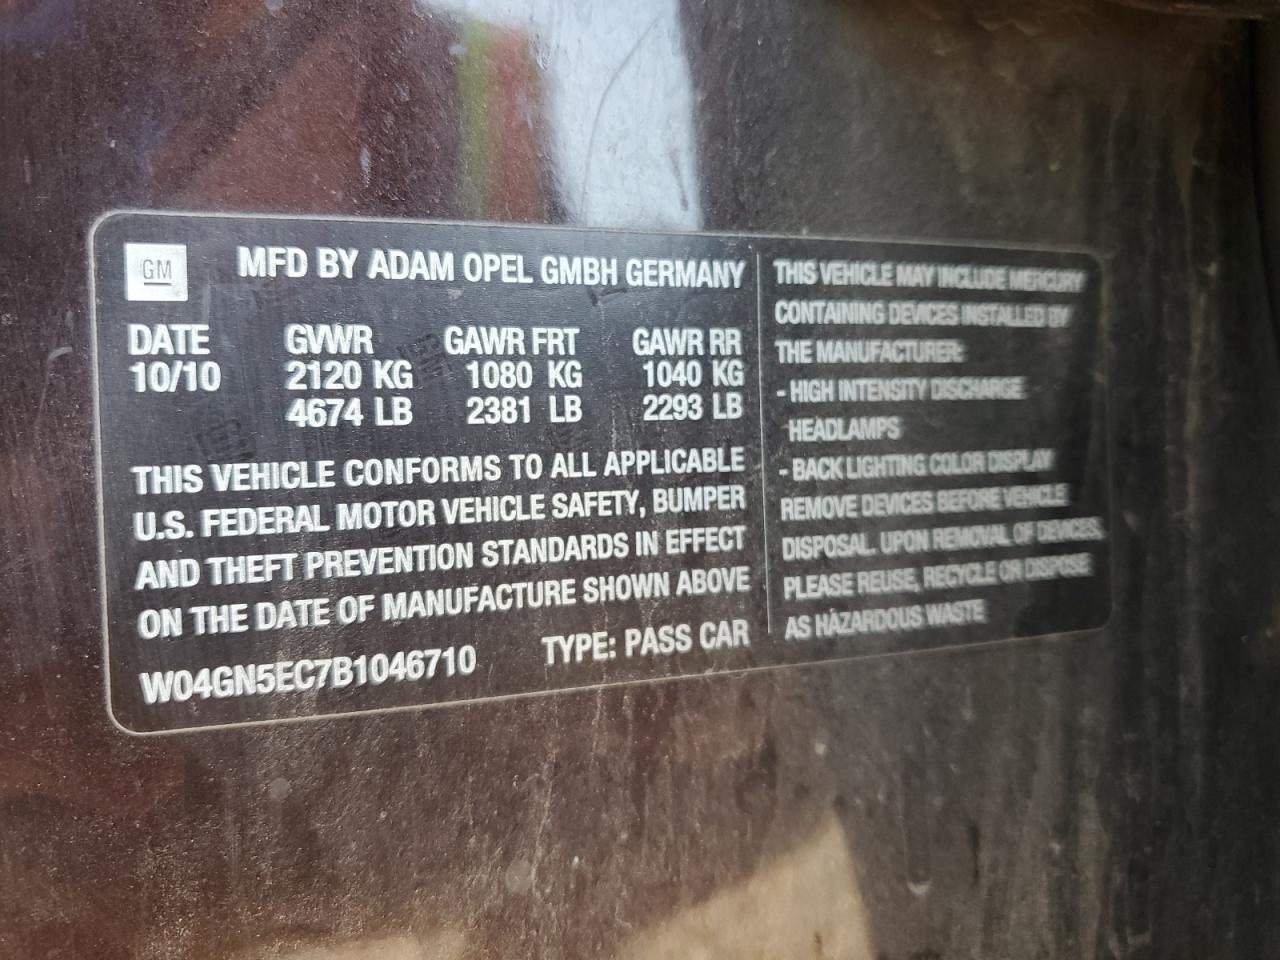 GM
MFD BY ADAM OPEL GMBH GERMANY
DATE GVWR GAWR FRT GAWR RR
10/10 2120 KG 1080 KG 1040 KG
4674 LB 2381 LB 2293 LB
THIS VEHICLE CONFORMS TO ALL APPLICABLE
U.S. FEDERAL MOTOR VEHICLE SAFETY, BUMPER
AND THEFT PREVENTION STANDARDS IN EFFECT
ON THE DATE OF MANUFACTURE SHOWN ABOVE
W04GN5EC7B1046710 TYPE: PASS CAR
THIS VEHICLE MAY INCLUDE MERCURY
CONTAINING DEVICES INSTALLED BY
THE MANUFACTURER:
- HIGH INTENSITY DISCHARGE
HEADLAMPS
- BACK LIGHTING COLOR DISPLAY
REMOVE DEVICES BEFORE VEHICLE
DISPOSAL. UPON REMOVAL OF DEVICES,
PLEASE REUSE, RECYCLE OR DISPOSE
AS HAZARDOUS WASTE